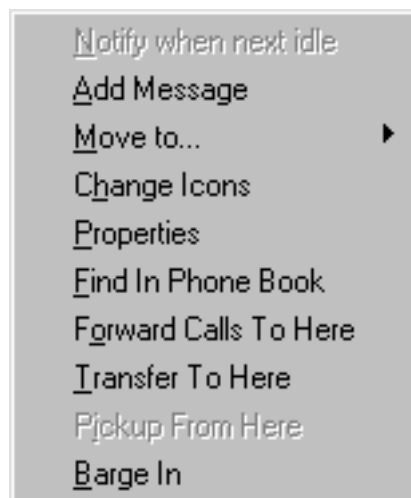 Notify when next idle
Add Message
Move to...
Change Icons
Properties
Find In Phone Book
Forward Calls To Here
Transfer To Here
Pickup From Here
Barge In